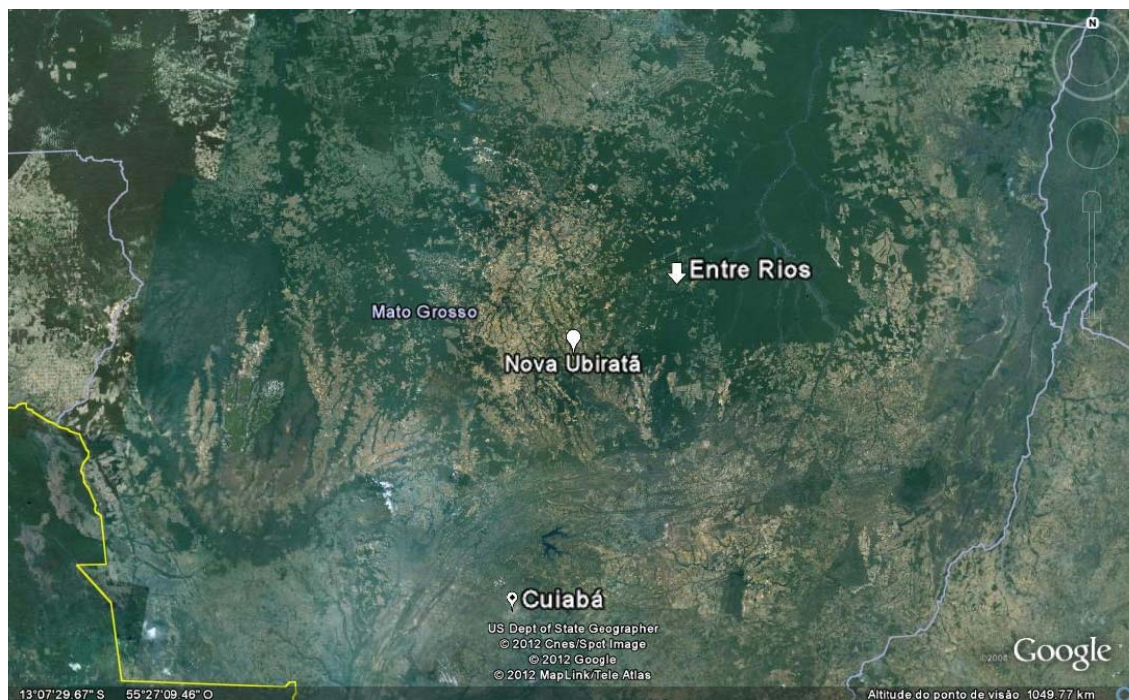 N
Entre Rios
Mato Grosso
Nova Ubiratã
Cuiabá
US Dept of State Geographer
© 2012 Cnes/Spot Image
© 2012 Google
© 2012 MapLink/Tele Atlas
©2008 Google
13°07'29.67" S 55°27'09.46" O
Altitude do ponto de visão 1049.77 km